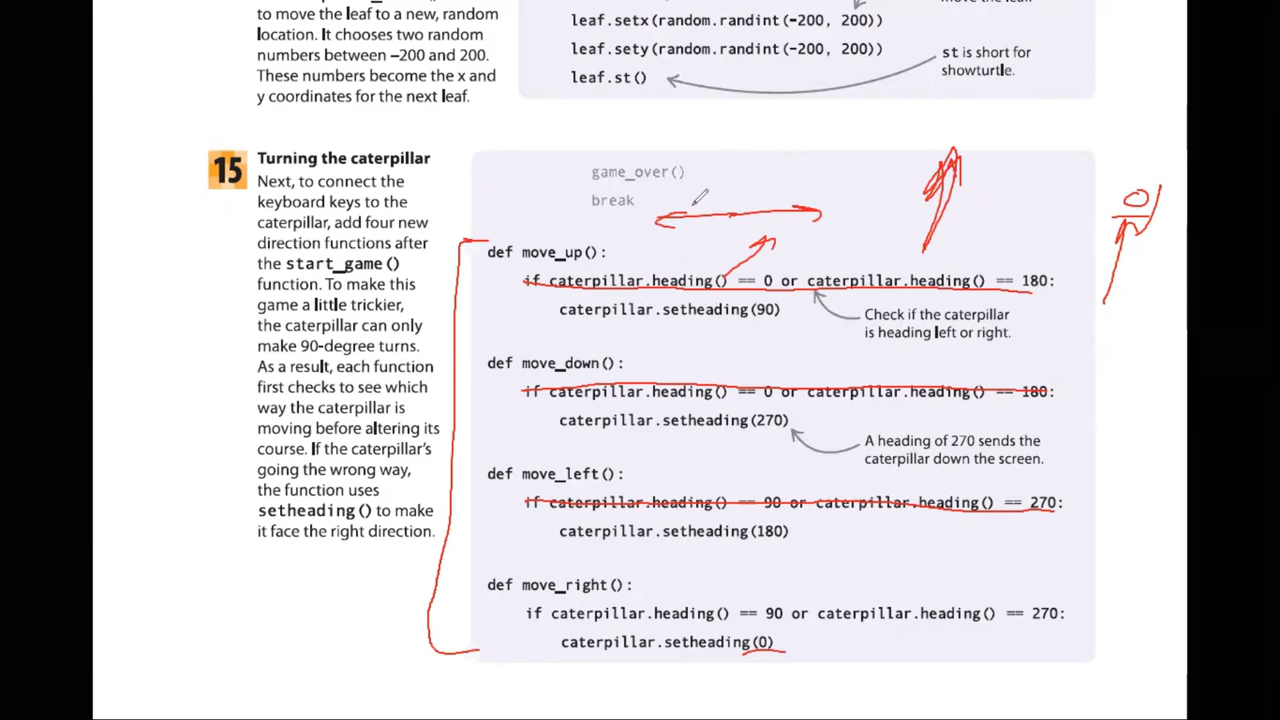 to move the leaf to a new, random
location. It chooses two random
numbers between –200 and 200.
These numbers become the x and
y coordinates for the next leaf.
leaf.setx(random.randint(-200, 200))
leaf.sety(random.randint(-200, 200))
leaf.st()
st is short for
showturtle.
15
Turning the caterpillar
Next, to connect the
keyboard keys to the
caterpillar, add four new
direction functions after
the start_game()
function. To make this
game a little trickier,
the caterpillar can only
make 90-degree turns.
As a result, each function
first checks to see which
way the caterpillar is
moving before altering its
course. If the caterpillar’s
going the wrong way,
the function uses
setheading() to make
it face the right direction.
game_over()
break
def move_up():
if caterpillar.heading() == 0 or caterpillar.heading() == 180:
caterpillar.setheading(90)
Check if the caterpillar
is heading left or right.
def move_down():
if caterpillar.heading() == 0 or caterpillar.heading() == 180:
caterpillar.setheading(270)
A heading of 270 sends the
caterpillar down the screen.
def move_left():
if caterpillar.heading() == 90 or caterpillar.heading() == 270:
caterpillar.setheading(180)
def move_right():
if caterpillar.heading() == 90 or caterpillar.heading() == 270:
caterpillar.setheading(0)